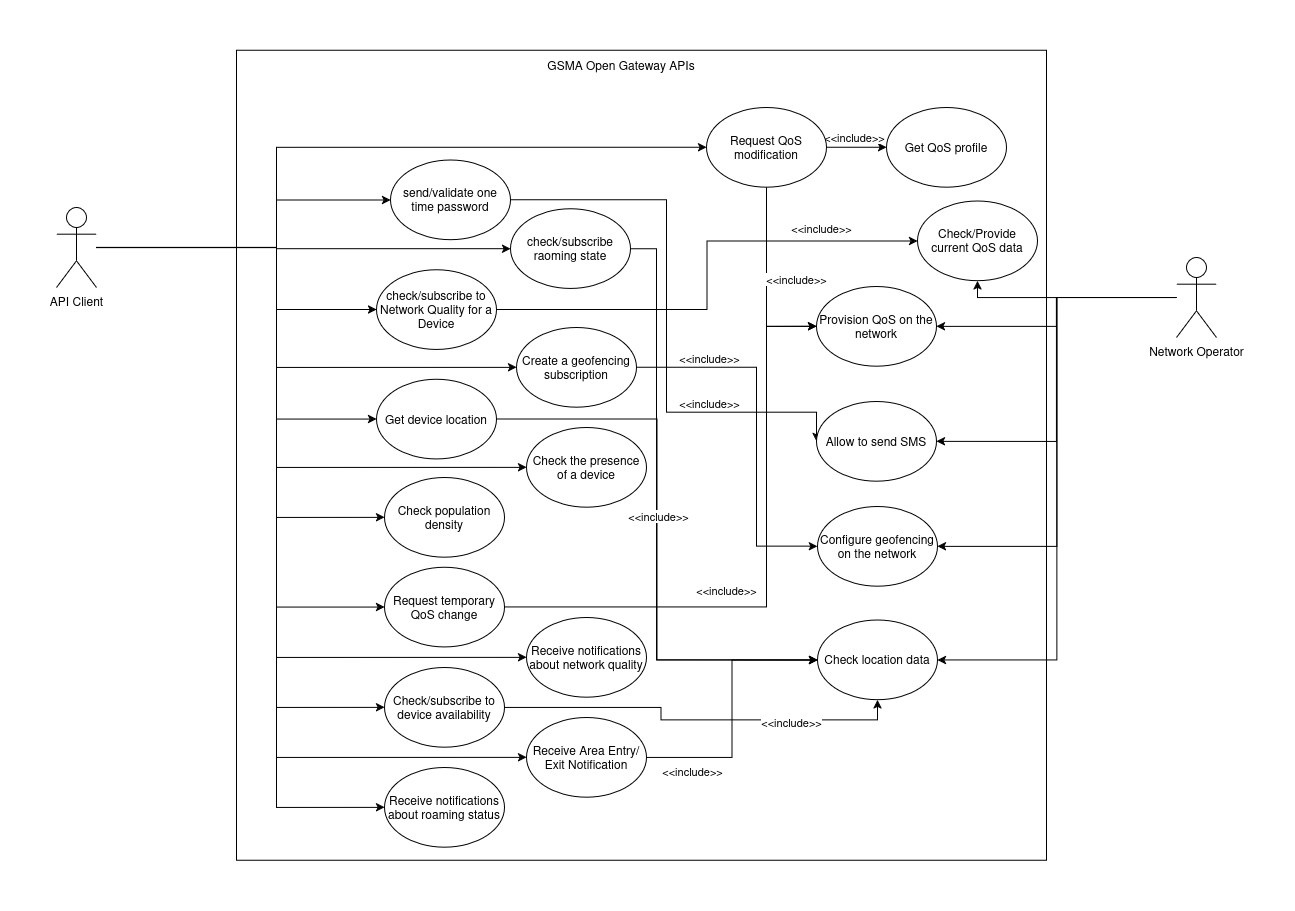 GSMA Open Gateway APIs
Request QoS
modification
<<include>>
Get QoS profile
send/validate one
time password
check/subscribe
raoming state
<<include>>
Check/Provide
current QoS data
API Client
check/subscribe to
Network Quality for a
Device
<<include>>
Provision QoS on the
network
Network Operator
Create a geofencing
subscription
<<include>>
Get device location
<<include>>
Allow to send SMS
Check the presence
of a device
Check population
density
<<include>>
Configure geofencing
on the network
Request temporary
QoS change
<<include>>
Receive notifications
about network quality
Check location data
Check/subscribe to
device availability
<<include>>
Receive Area Entry/
Exit Notification
<<include>>
Receive notifications
about roaming status